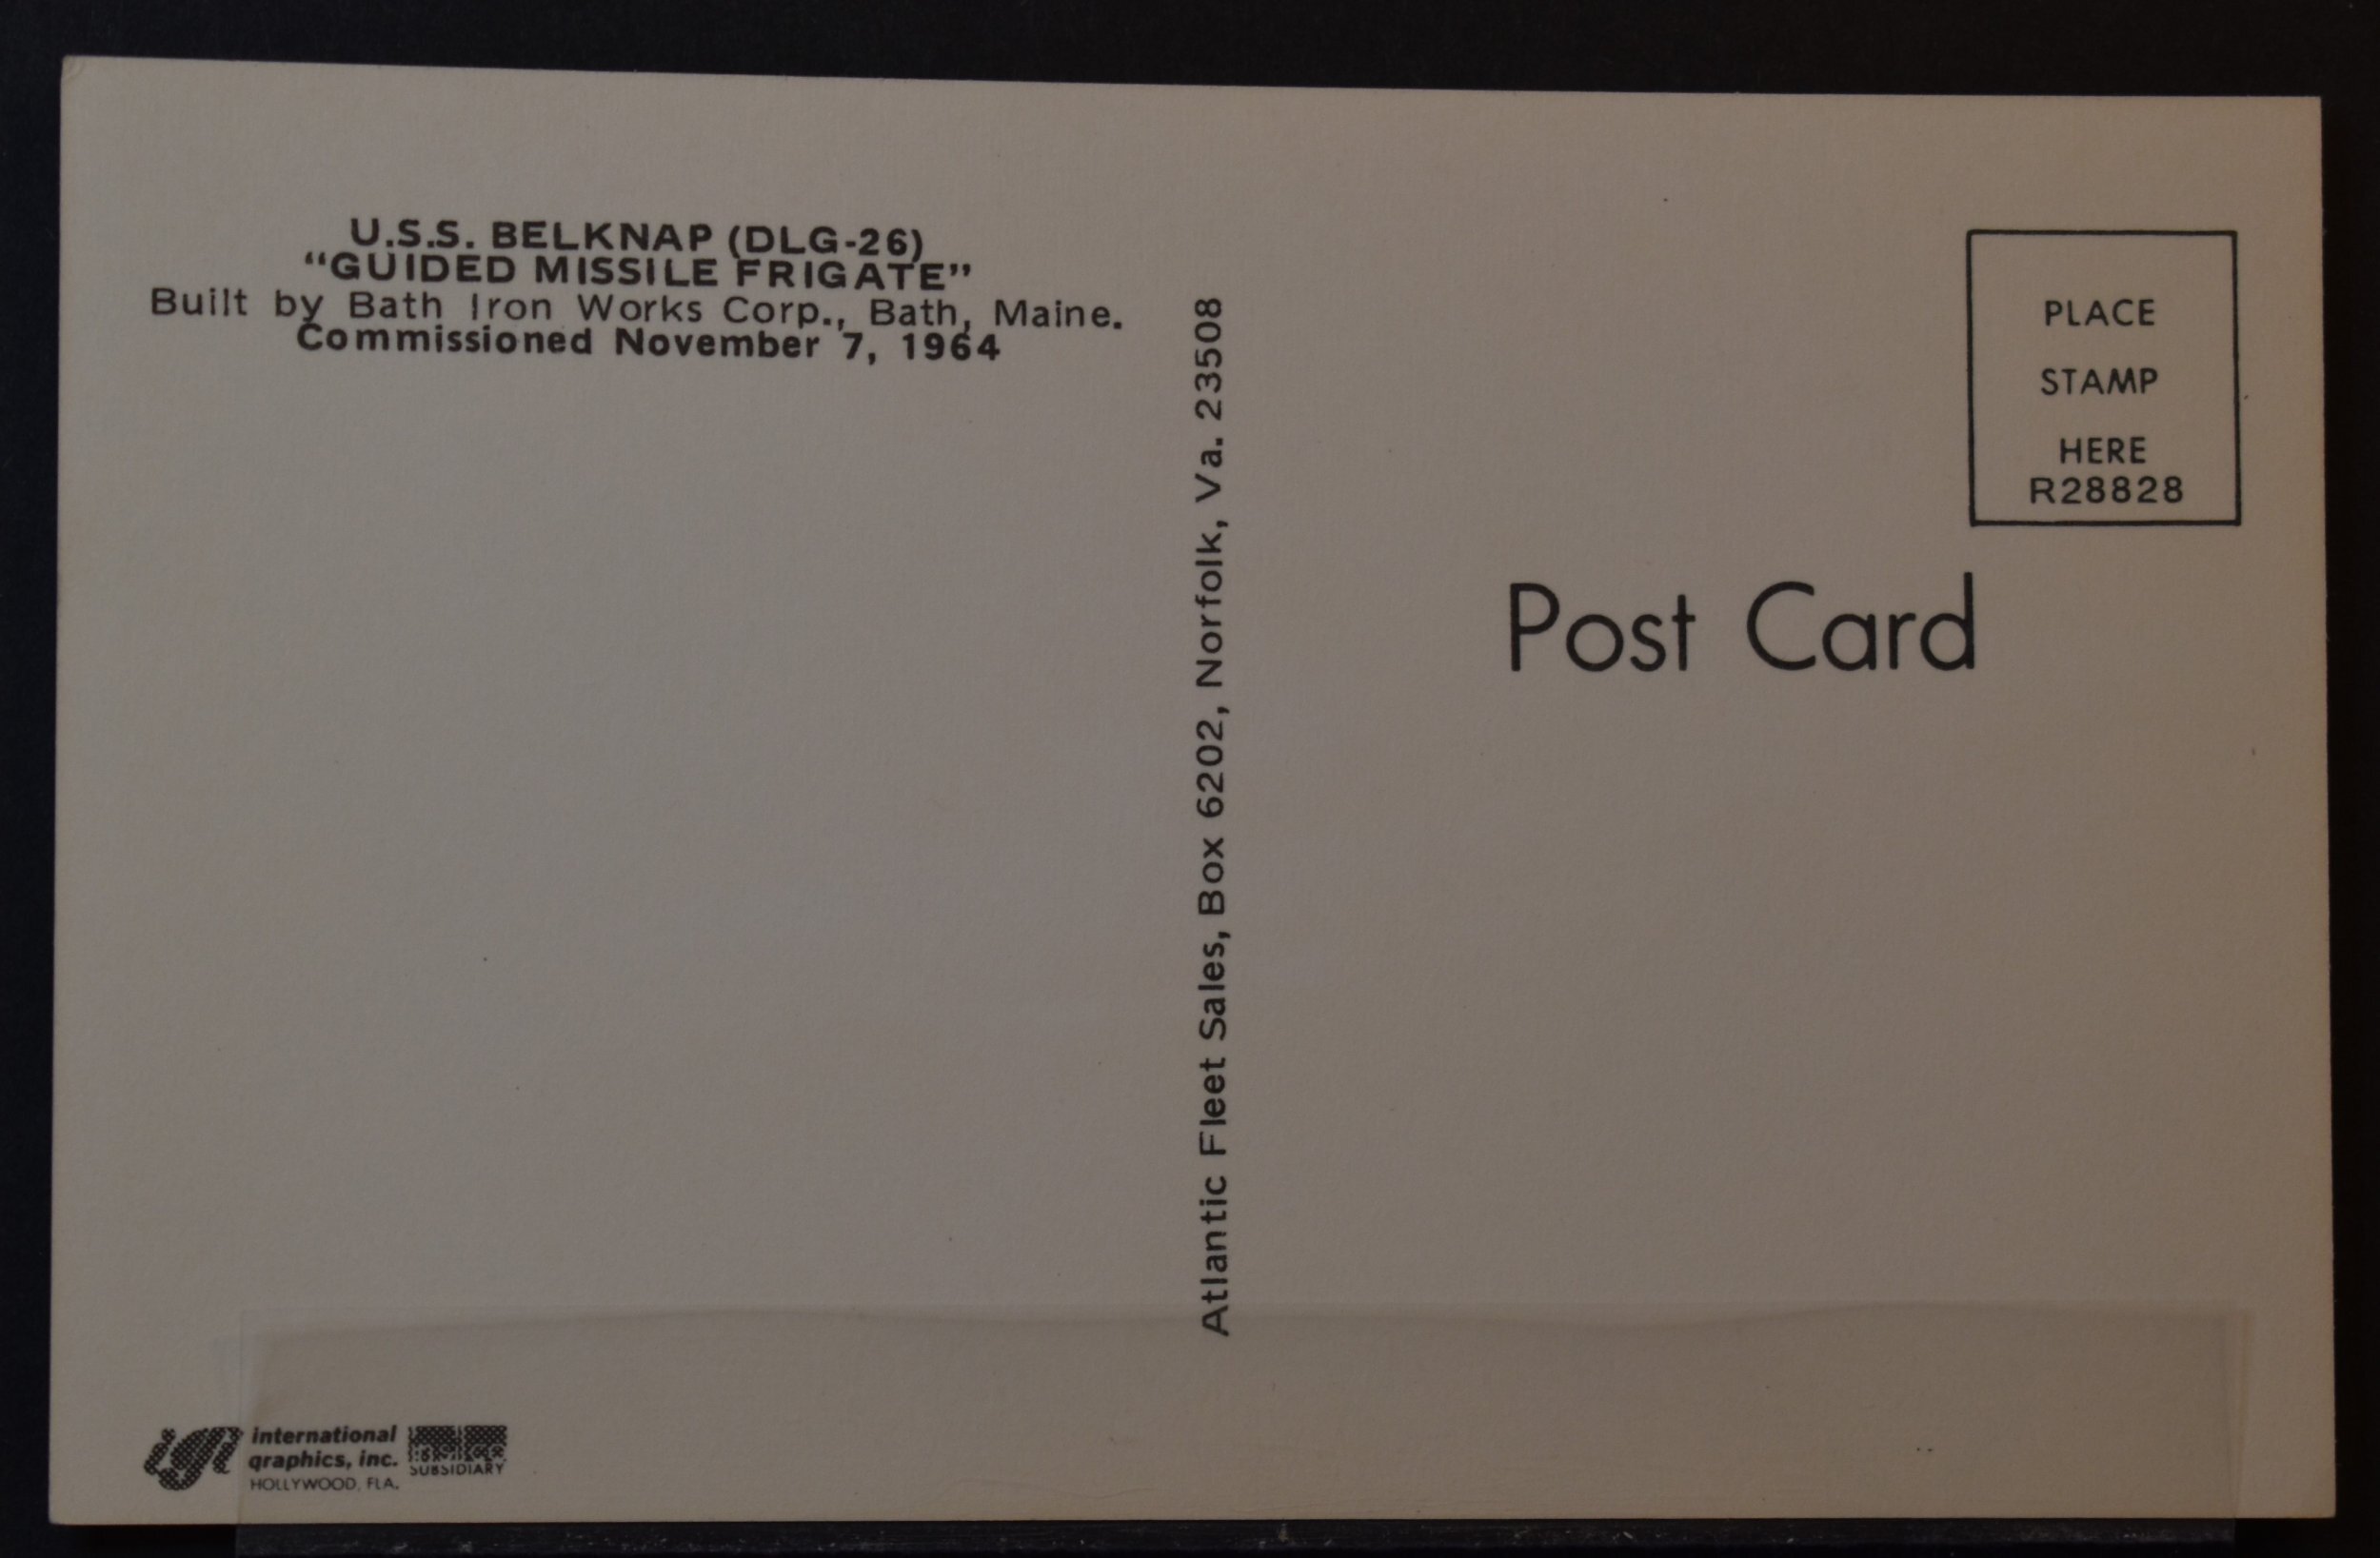 U.S.S. BELKNAP (DLG-26)
“GUIDED MISSILE FRIGATE”
Built by Bath Iron Works Corp., Bath, Maine.
Commissioned November 7, 1964
Atlantic Fleet Sales, Box 6202, Norfolk, Va. 23508
PLACE
STAMP
HERE
R28828
Post Card
igi
international
graphics, inc.
HOLLYWOOD, FLA.
SUBSIDIARY